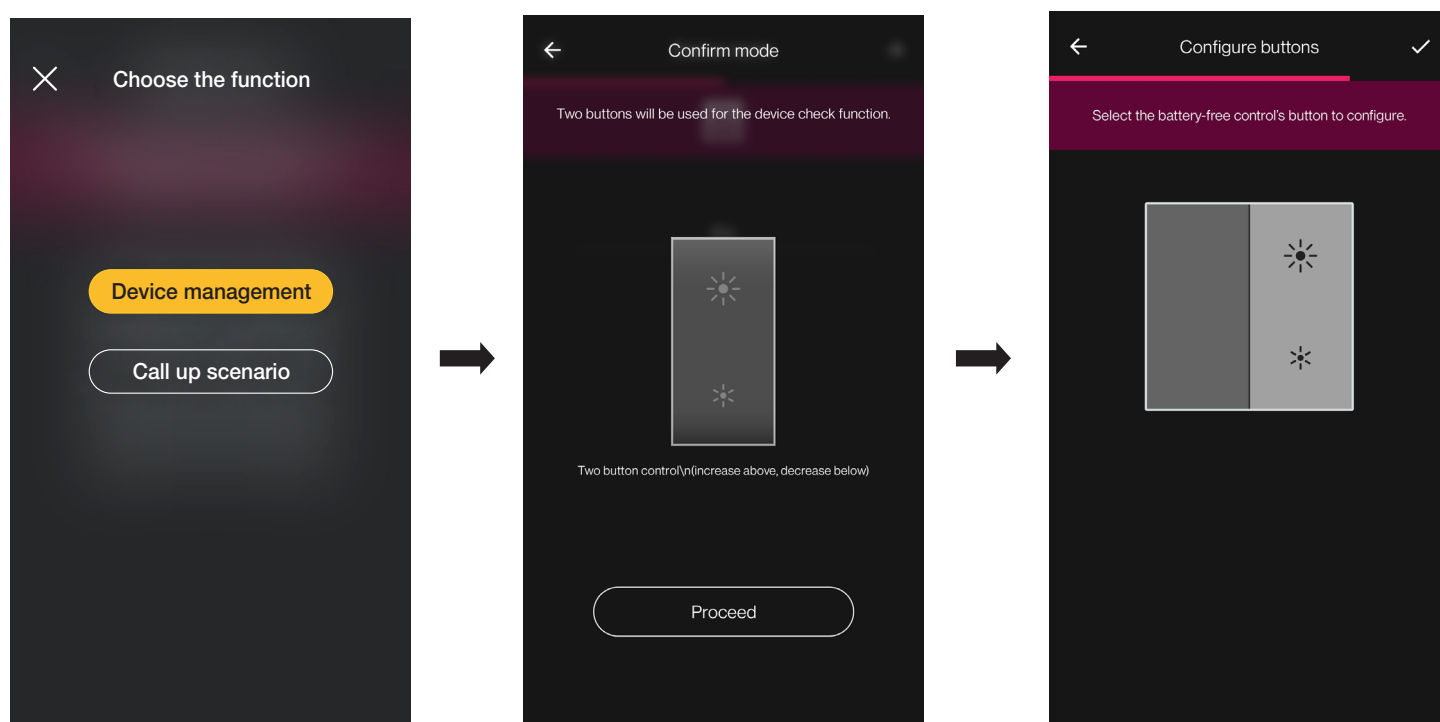 Choose the function
Device management
Call up scenario
Confirm mode
Two buttons will be used for the device check function.
Two button control\n(increase above, decrease below)
Proceed
Configure buttons
Select the battery-free control's button to configure.